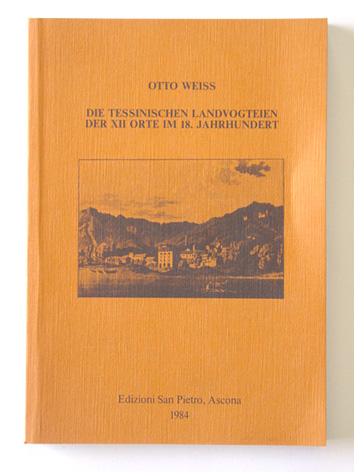 OTTO WEISS
DIE TESSINISCHEN LANDVOGTEIEN
DER XII ORTE IM 18. JAHRHUNDERT
Edizioni San Pietro, Ascona
1984